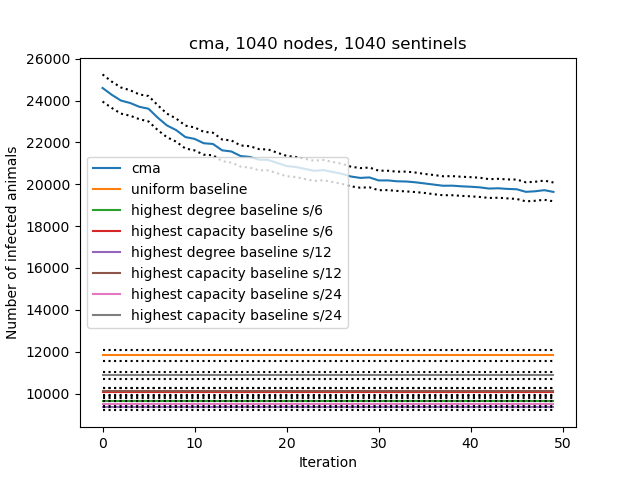 cma, 1040 nodes, 1040 sentinels
Number of infected animals
26000
24000
22000
20000
18000
16000
14000
12000
10000
cma
uniform baseline
highest degree baseline s/6
highest capacity baseline s/6
highest degree baseline s/12
highest capacity baseline s/12
highest capacity baseline s/24
highest capacity baseline s/24
0 10 20 30 40 50
Iteration